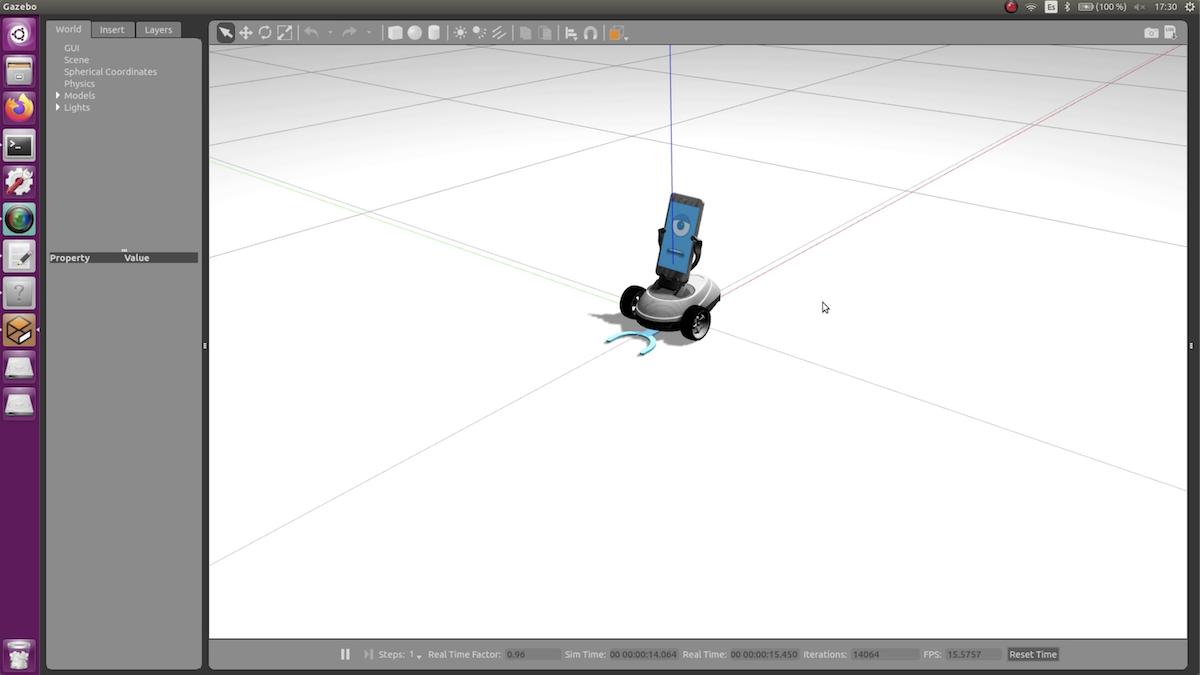 Gazebo
Es
(100 %)
17:30
World
Insert
Layers
GUI
Scene
Spherical Coordinates
Physics
Models
Lights
Property Value
Steps: 1 Real Time Factor: 0.96 Sim Time: 00 00:00:14.064 Real Time: 00 00:00:15.450 Iterations: 14064 FPS: 15.5757 Reset Time